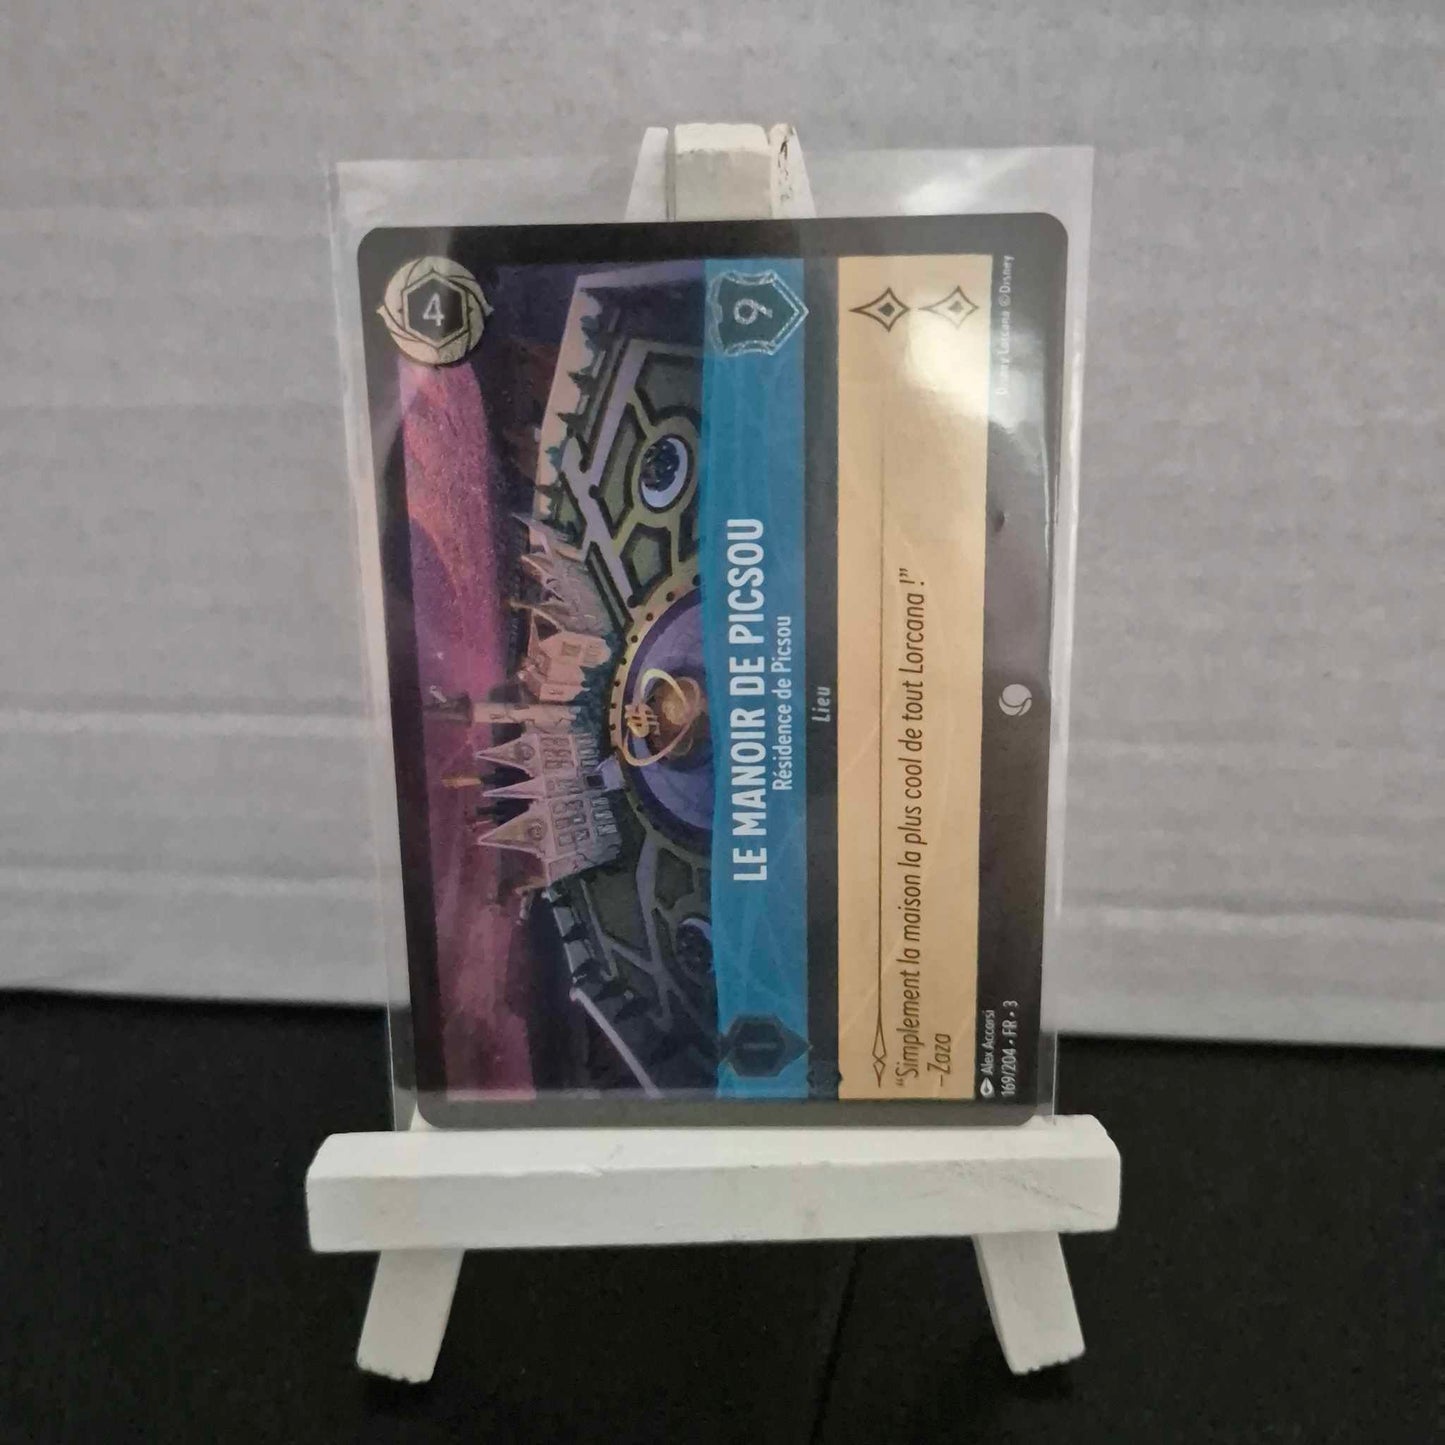 4
LE MANOIR DE PICSOU
Résidence de Picsou
1
9
Lieu
“Simplement la maison la plus cool de tout Lorcana !”
–Zaza
Alex Accorsi
169/204 • FR • 3
Disney Lorcana ©Disney